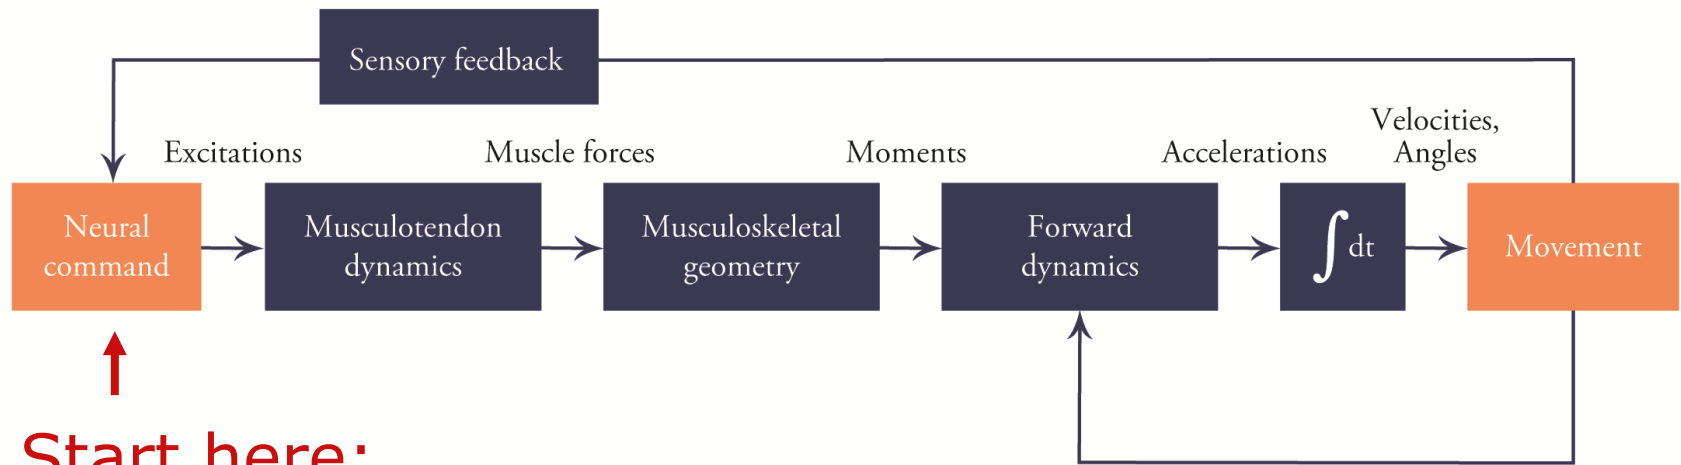 Sensory feedback
Excitations
Muscle forces
Moments
Accelerations
Velocities,
Angles
Neural
command
Musculotendon
dynamics
Musculoskeletal
geometry
Forward
dynamics
∫dt
Movement
Start here: